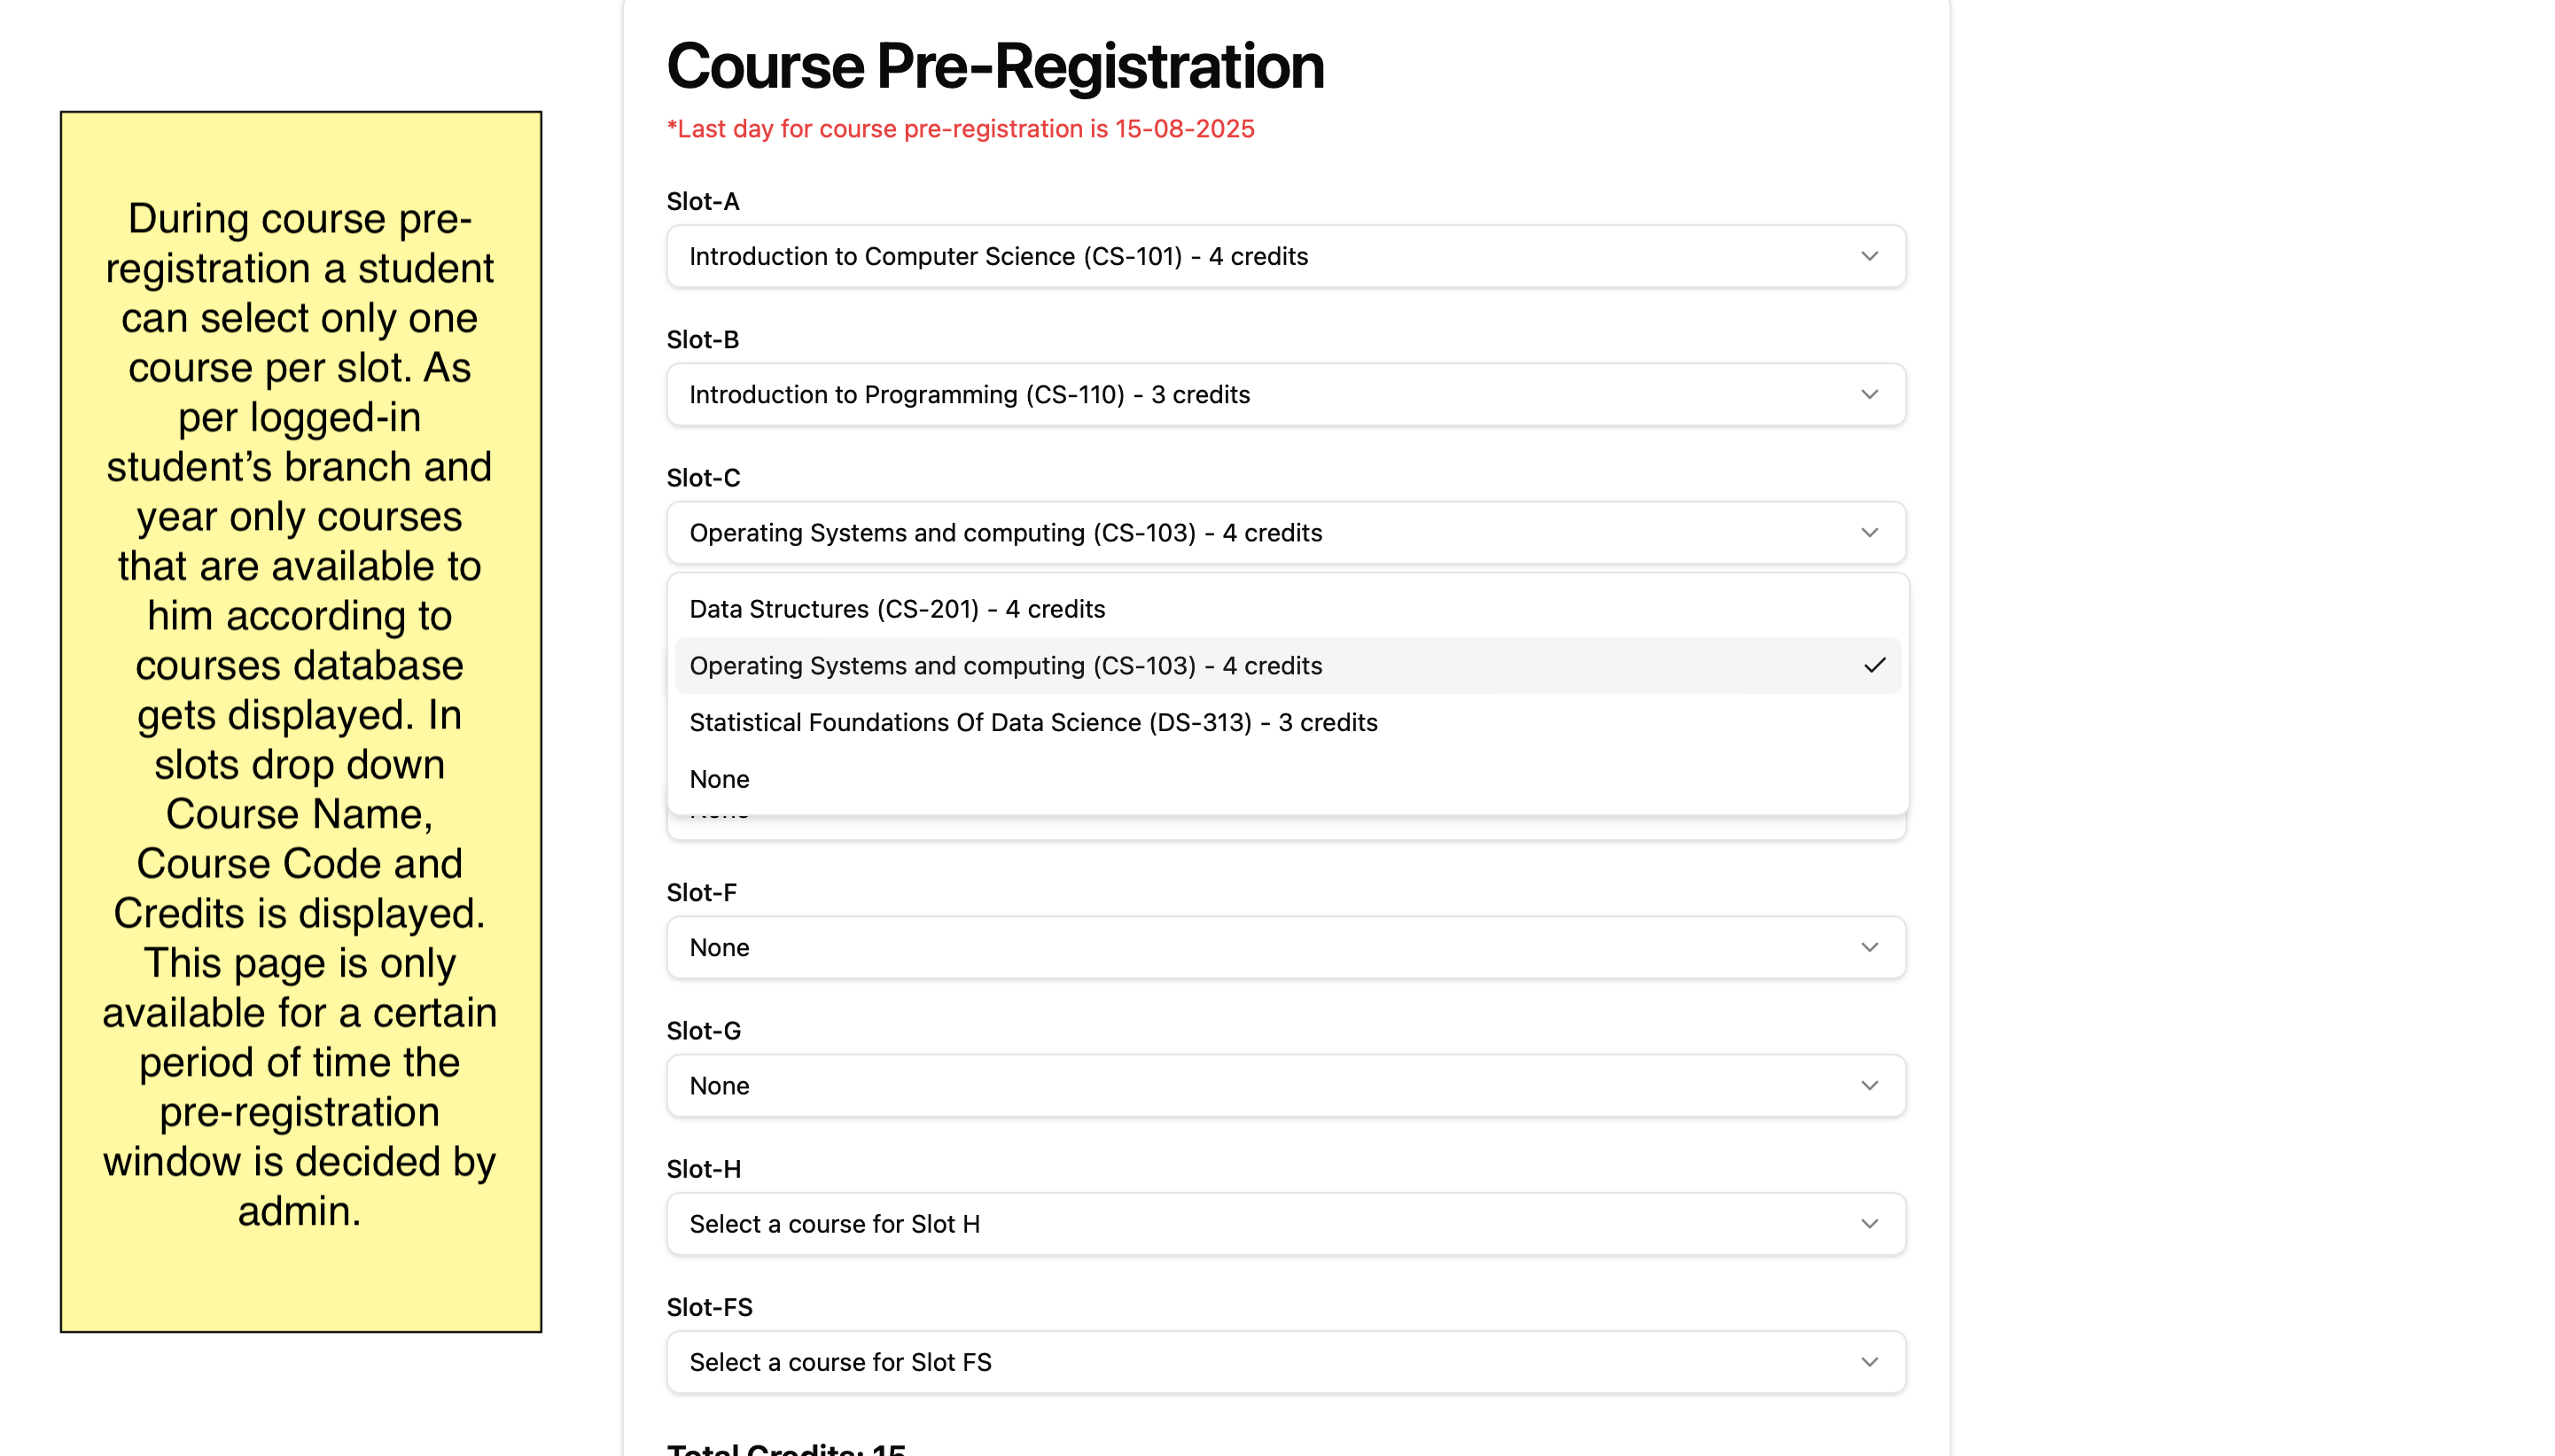 During course pre-
registration a student
can select only one
course per slot. As
per logged-in
student’s branch and
year only courses
that are available to
him according to
courses database
gets displayed. In
slots drop down
Course Name,
Course Code and
Credits is displayed.
This page is only
available for a certain
period of time the
pre-registration
window is decided by
admin.
Course Pre-Registration
*Last day for course pre-registration is 15-08-2025
Slot-A
Introduction to Computer Science (CS-101) - 4 credits
Slot-B
Introduction to Programming (CS-110) - 3 credits
Slot-C
Operating Systems and computing (CS-103) - 4 credits
Data Structures (CS-201) - 4 credits
Operating Systems and computing (CS-103) - 4 credits
Statistical Foundations Of Data Science (DS-313) - 3 credits
None
Slot-F
None
Slot-G
None
Slot-H
Select a course for Slot H
Slot-FS
Select a course for Slot FS
Total Credits: 15